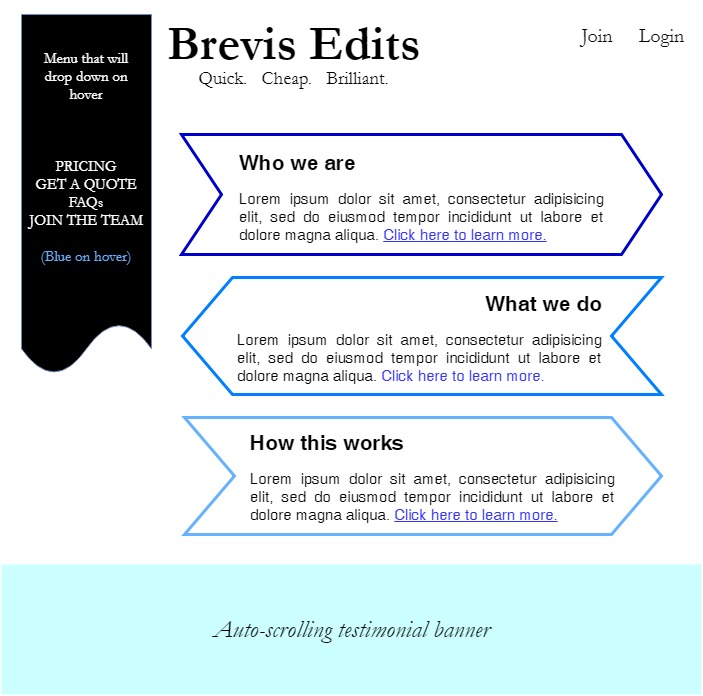 Brevis Edits
Quick.   Cheap.   Brilliant.
Join   Login
Menu that will
drop down on
hover
PRICING
GET A QUOTE
FAQs
JOIN THE TEAM
(Blue on hover)
Who we are
Lorem ipsum dolor sit amet, consectetur adipisicing
elit, sed do eiusmod tempor incididunt ut labore et
dolore magna aliqua. Click here to learn more.
What we do
Lorem ipsum dolor sit amet, consectetur adipisicing
elit, sed do eiusmod tempor incididunt ut labore et
dolore magna aliqua. Click here to learn more.
How this works
Lorem ipsum dolor sit amet, consectetur adipisicing
elit, sed do eiusmod tempor incididunt ut labore et
dolore magna aliqua. Click here to learn more.
Auto-scrolling testimonial banner